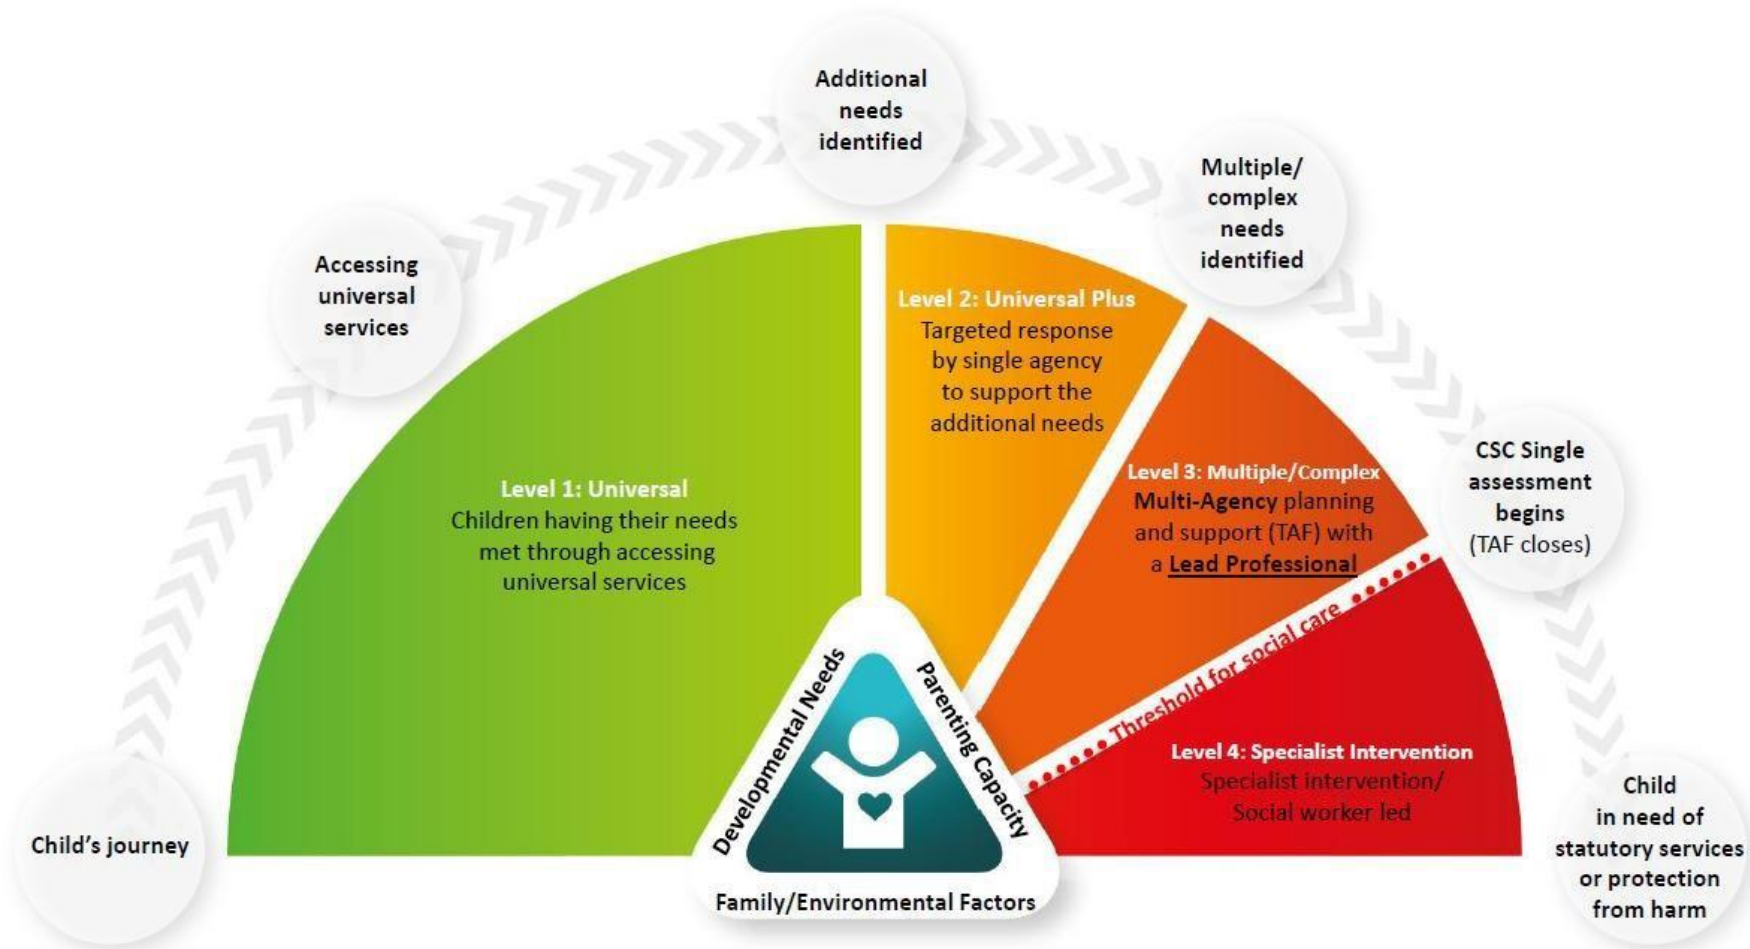 Child's journey
Accessing
universal
services
Additional
needs
identified
Multiple/
complex
needs
identified
CSC Single
assessment
begins
(TAF closes)
Child
in need of
statutory services
or protection
from harm
Level 1: Universal
Children having their needs
met through accessing
universal services
Level 2: Universal Plus
Targeted response
by single agency
to support the
additional needs
Level 3: Multiple/Complex
Multi-Agency planning
and support (TAF) with
a Lead Professional
Threshold for social care
Level 4: Specialist Intervention
Specialist intervention/
Social worker led
Developmental Needs
Parenting Capacity
Family/Environmental Factors